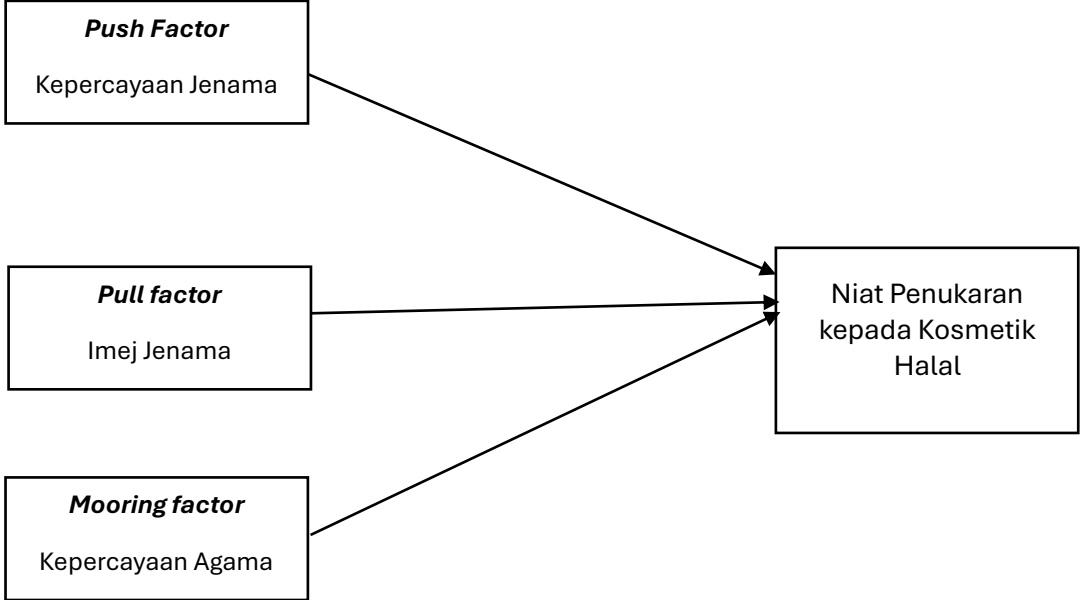 Push Factor
Kepercayaan Jenama
Pull factor
Imej Jenama
Mooring factor
Kepercayaan Agama
Niat Penukaran
kepada Kosmetik
Halal